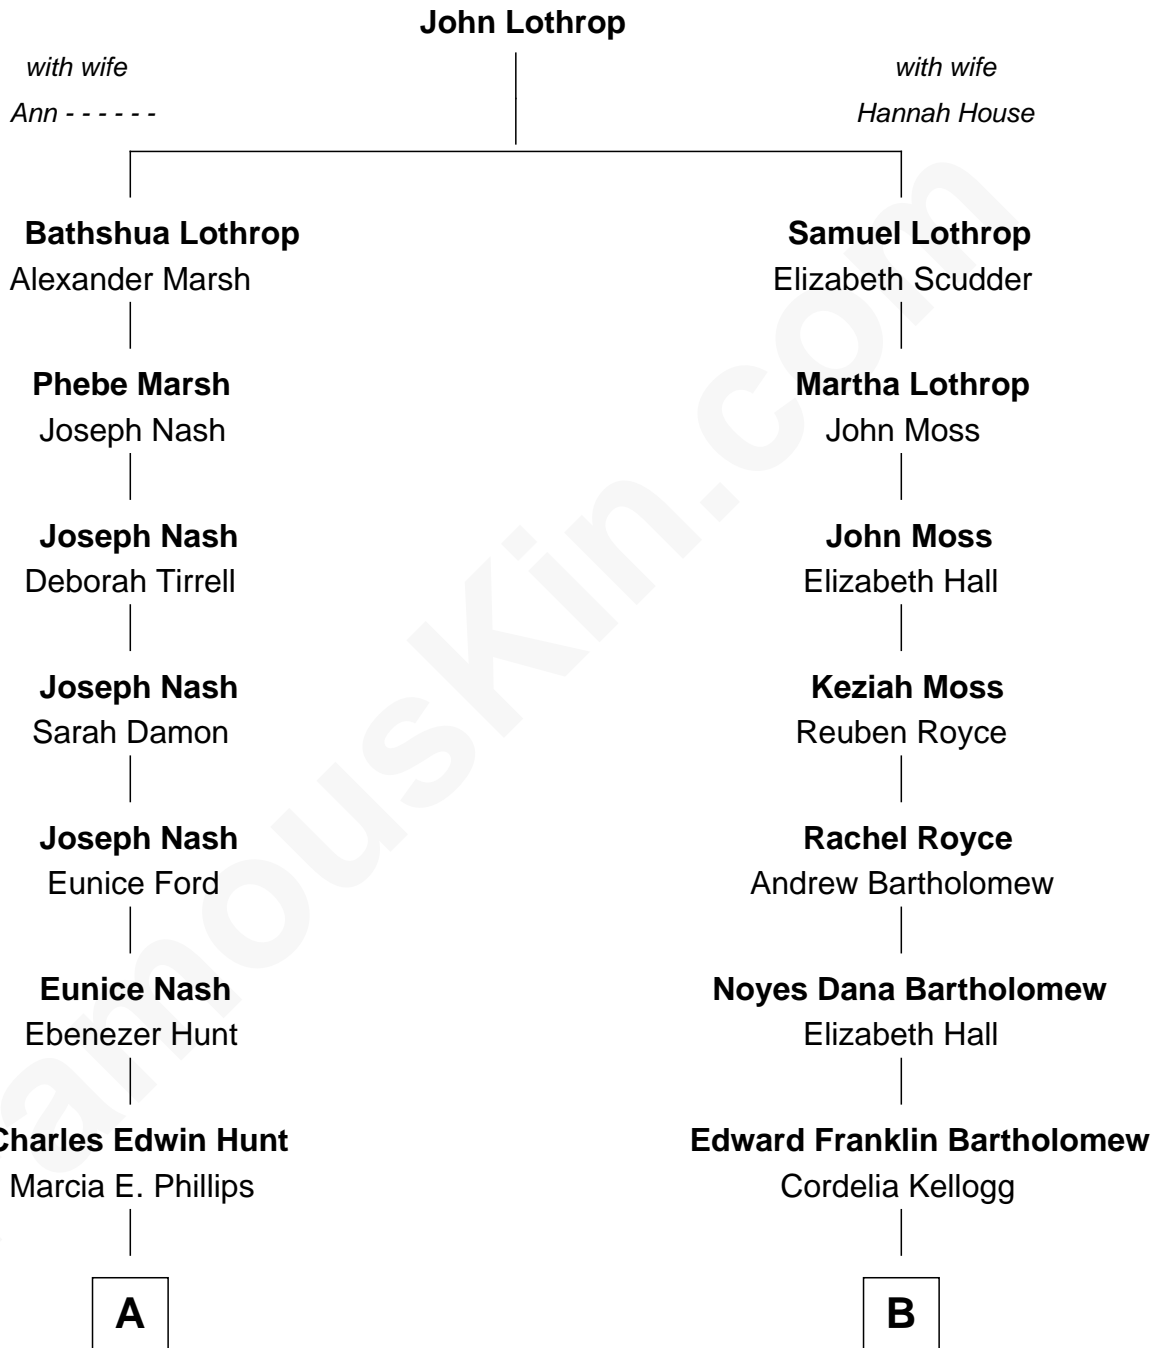 John Lothrop
with wife
Ann - - - - - -
with wife
Hannah House
Bathshua Lothrop
Alexander Marsh
Samuel Lothrop
Elizabeth Scudder
Phebe Marsh
Joseph Nash
Martha Lothrop
John Moss
Joseph Nash
Deborah Tirrell
John Moss
Elizabeth Hall
Joseph Nash
Sarah Damon
Keziah Moss
Reuben Royce
Joseph Nash
Eunice Ford
Rachel Royce
Andrew Bartholomew
Eunice Nash
Ebenezer Hunt
Noyes Dana Bartholomew
Elizabeth Hall
Charles Edwin Hunt
Marcia E. Phillips
Edward Franklin Bartholomew
Cordelia Kellogg
A
B
amouskin.com